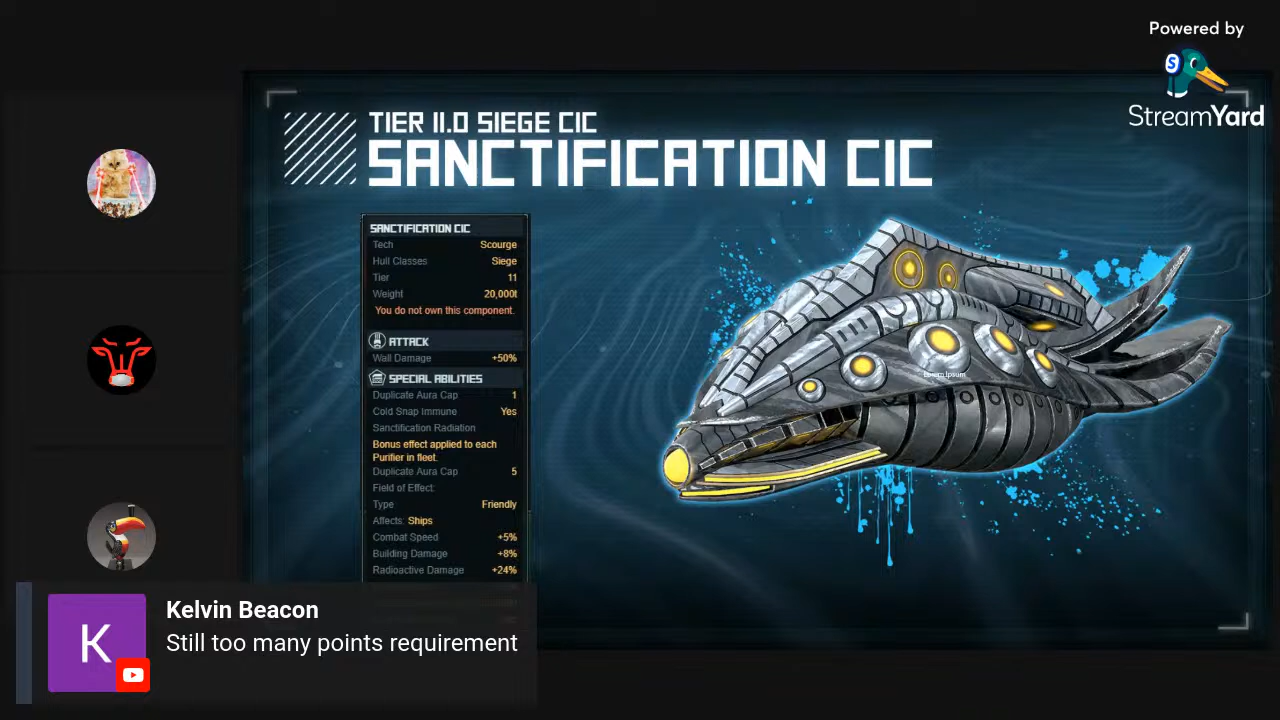 Powered by
StreamYard
TIER 11.0 SIEGE CIC
SANCTIFICATION CIC
SANCTIFICATION CIC
Tech Scourge
Hull Classes Siege
Tier 11
Weight 20,000t
You do not own this component.
ATTACK
Wall Damage +50%
SPECIAL ABILITIES
Duplicate Aura Cap 1
Cold Snap Immune Yes
Sanctification Radiation
Bonus effect applied to each
Purifier in fleet.
Duplicate Aura Cap 5
Field of Effect:
Type Friendly
Affects: Ships
Combat Speed +5%
Building Damage +8%
Radioactive Damage +24%
Lorem Ipsum
K
Kelvin Beacon
Still too many points requirement